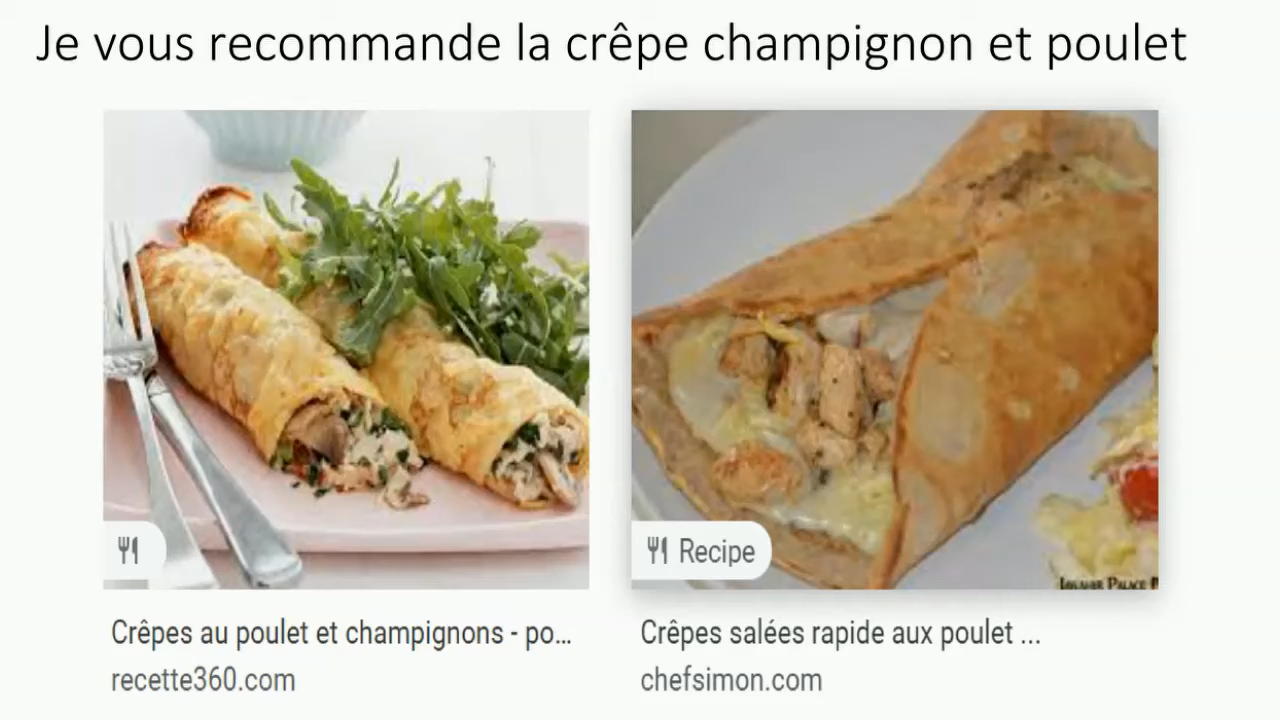 Je vous recommande la crêpe champignon et poulet
Recipe
Crêpes au poulet et champignons - po...
recette360.com
Crêpes salées rapide aux poulet ...
chefsimon.com